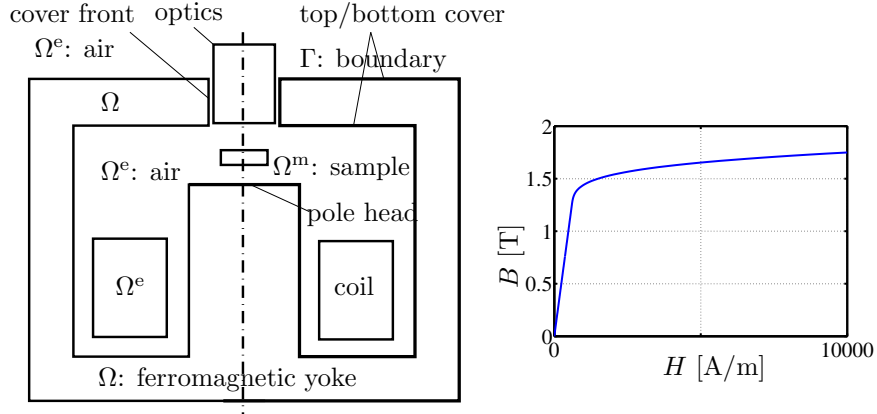 cover front
optics
top/bottom cover
Ωᵉ: air
Γ: boundary
Ω
Ωᵉ: air
Ωᵐ: sample
pole head
Ωᵉ
coil
Ω: ferromagnetic yoke
2
1.5
1
0.5
0
B [T]
0
10000
H [A/m]